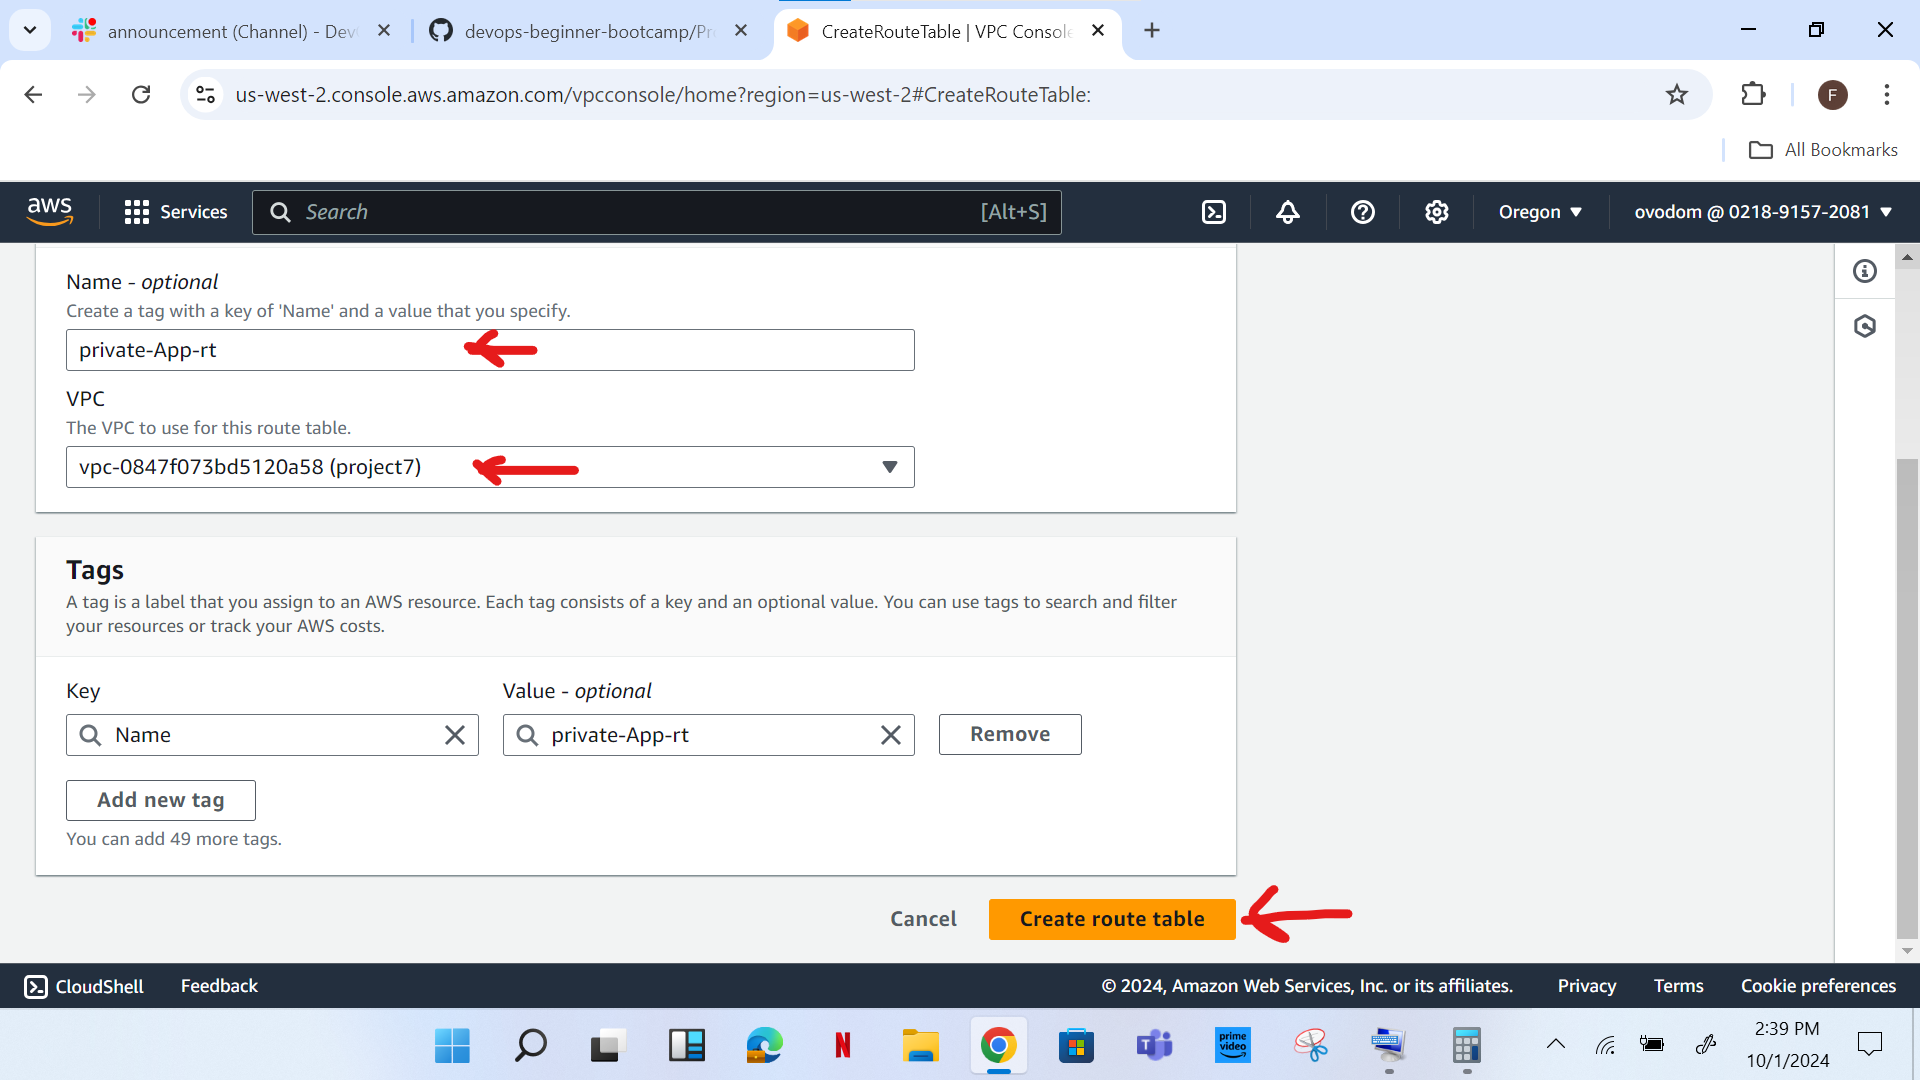 announcement (Channel) - Dev
devops-beginner-bootcamp/Pr
CreateRouteTable | VPC Console
us-west-2.console.aws.amazon.com/vpcconsole/home?region=us-west-2#CreateRouteTable:
F
All Bookmarks
aws
Services
Search
[Alt+S]
Oregon
ovodom @ 0218-9157-2081
Name - optional
Create a tag with a key of 'Name' and a value that you specify.
private-App-rt
VPC
The VPC to use for this route table.
vpc-0847f073bd5120a58 (project7)
Tags
A tag is a label that you assign to an AWS resource. Each tag consists of a key and an optional value. You can use tags to search and filter
your resources or track your AWS costs.
Key
Value - optional
Name
private-App-rt
Remove
Add new tag
You can add 49 more tags.
Cancel
Create route table
CloudShell
Feedback
© 2024, Amazon Web Services, Inc. or its affiliates.
Privacy
Terms
Cookie preferences
N
T
prime
video
2:39 PM
10/1/2024